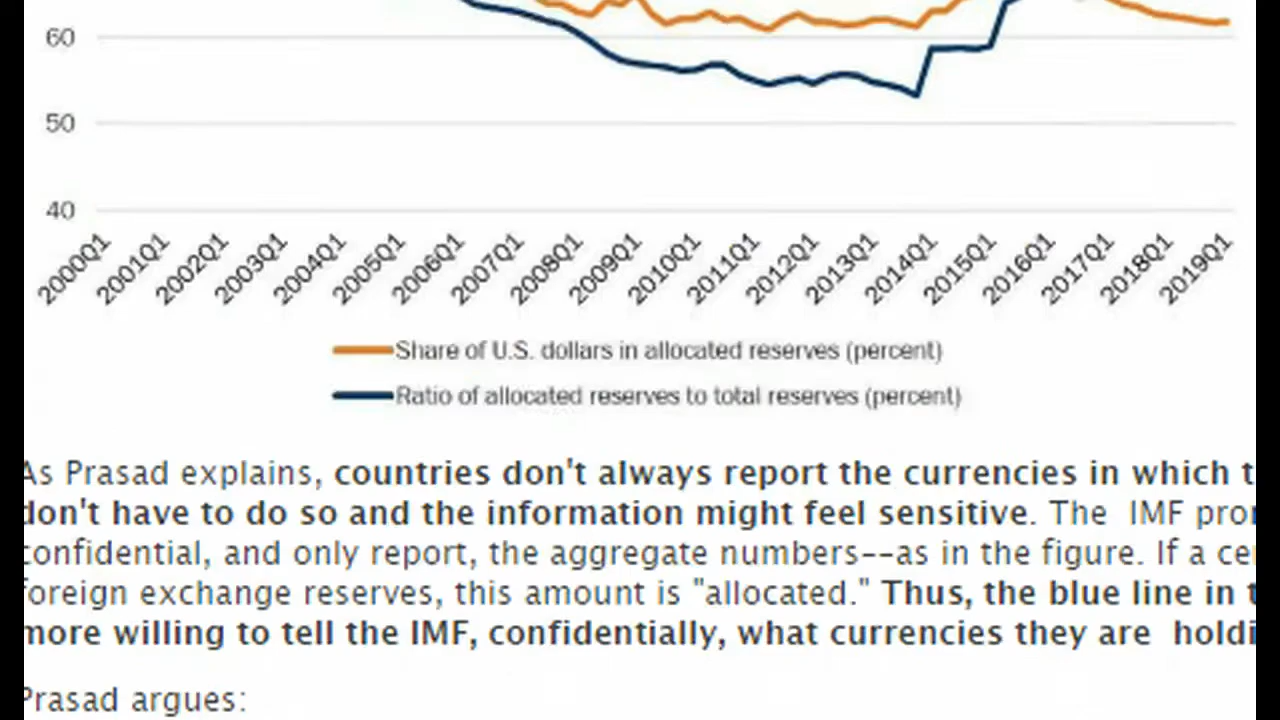 60
50
40
2000Q1 2001Q1 2002Q1 2003Q1 2004Q1 2005Q1 2006Q1 2007Q1 2008Q1 2009Q1 2010Q1 2011Q1 2012Q1 2013Q1 2014Q1 2015Q1 2016Q1 2017Q1 2018Q1 2019Q1
Share of U.S. dollars in allocated reserves (percent)
Ratio of allocated reserves to total reserves (percent)
As Prasad explains, countries don't always report the currencies in which t
don't have to do so and the information might feel sensitive. The IMF pro
confidential, and only report, the aggregate numbers--as in the figure. If a ce
foreign exchange reserves, this amount is "allocated." Thus, the blue line in t
more willing to tell the IMF, confidentially, what currencies they are holdi
Prasad argues: